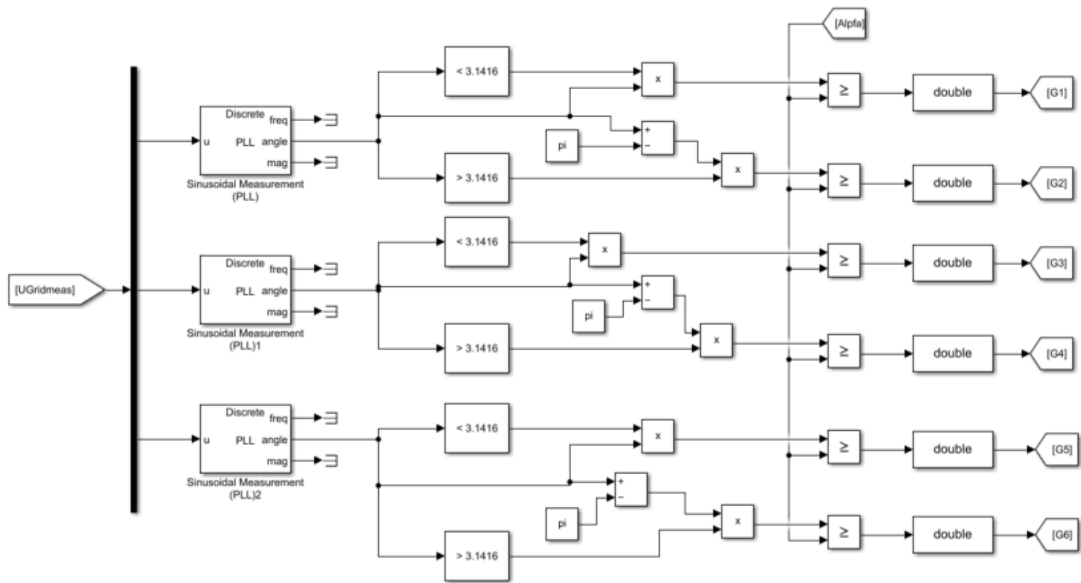 [Alpfa]
< 3.1416
x
≥
double
[G1]
Discrete
freq
u
PLL
angle
mag
Sinusoidal Measurement
(PLL)
pi
+
−
> 3.1416
x
≥
double
[G2]
< 3.1416
x
≥
double
[G3]
[UGridmeas]
Discrete
freq
u
PLL
angle
mag
Sinusoidal Measurement
(PLL)1
pi
+
−
> 3.1416
x
≥
double
[G4]
Discrete
freq
u
PLL
angle
mag
Sinusoidal Measurement
(PLL)2
< 3.1416
x
≥
double
[G5]
+
−
pi
> 3.1416
x
≥
double
[G6]